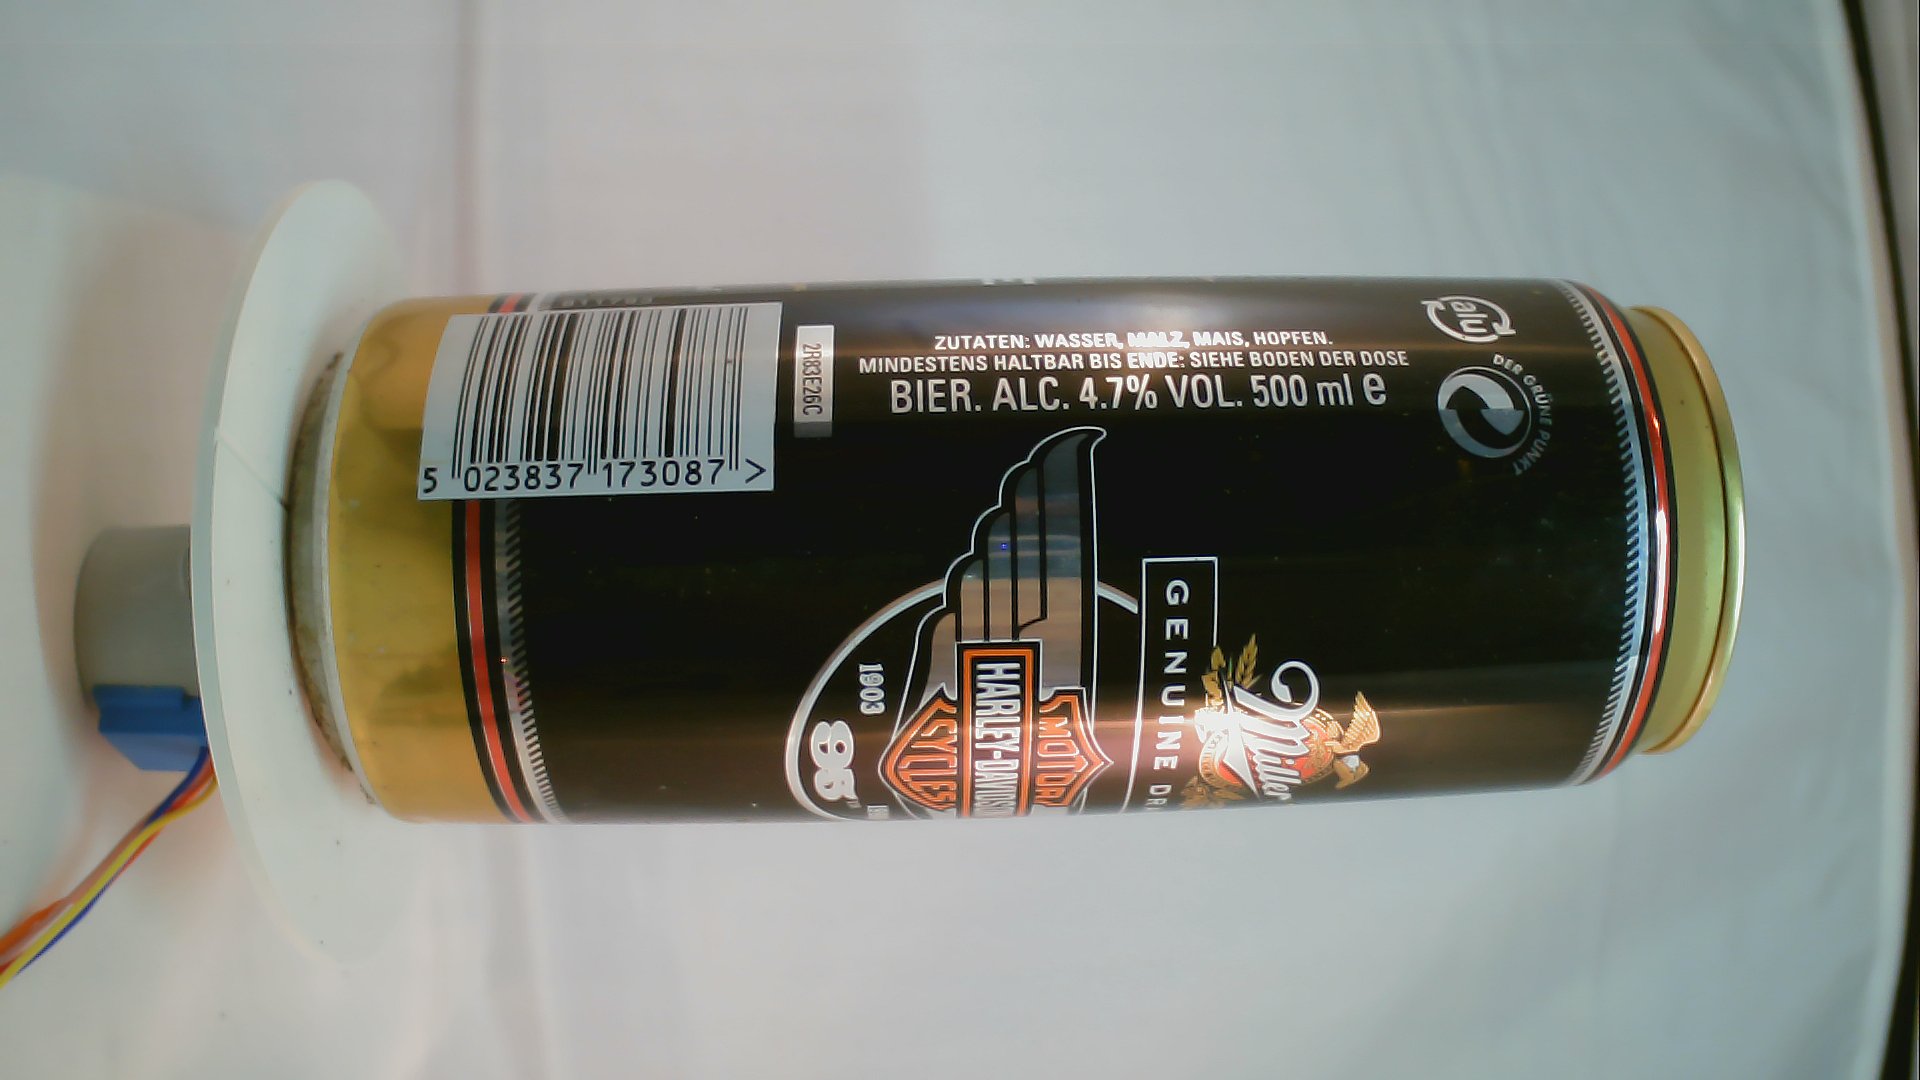 ZUTATEN: WASSER, MALZ, MAIS, HOPFEN.
MINDESTENS HALTBAR BIS ENDE: SIEHE BODEN DER DOSE
BIER. ALC. 4.7% VOL. 500 ml e
alu
DER GRÜNE PUNKT
2R83E26C
5 023837 173087 >
GENUINE
Miller
MOTOR
HARLEY-DAVIDSON
CYCLES
1903
95